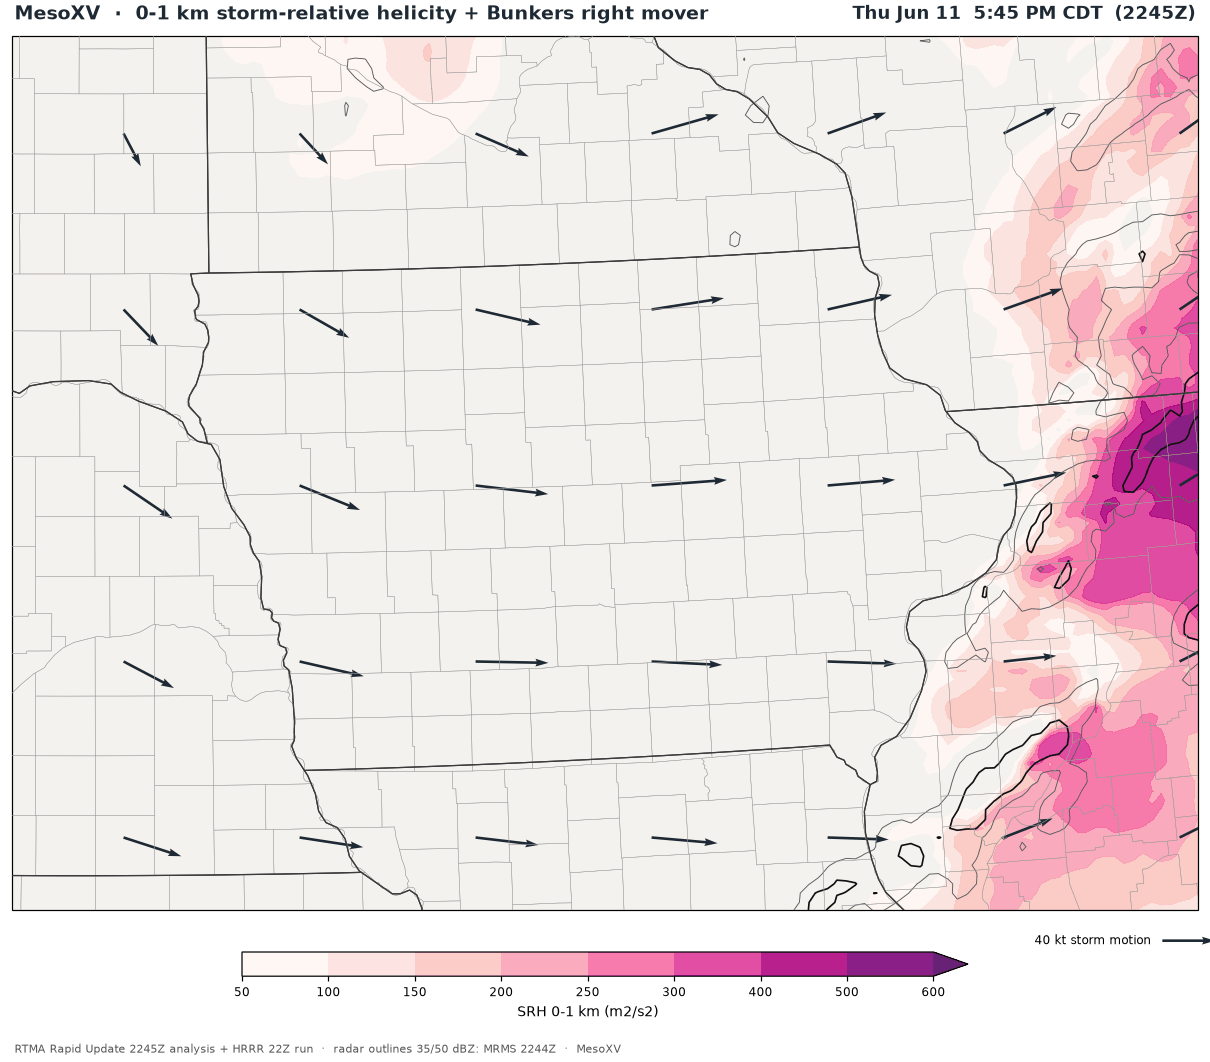 MesoXV · 0-1 km storm-relative helicity + Bunkers right mover
Thu Jun 11 5:45 PM CDT (2245Z)
40 kt storm motion
50 100 150 200 250 300 400 500 600
SRH 0-1 km (m2/s2)
RTMA Rapid Update 2245Z analysis + HRRR 22Z run · radar outlines 35/50 dBZ: MRMS 2244Z · MesoXV